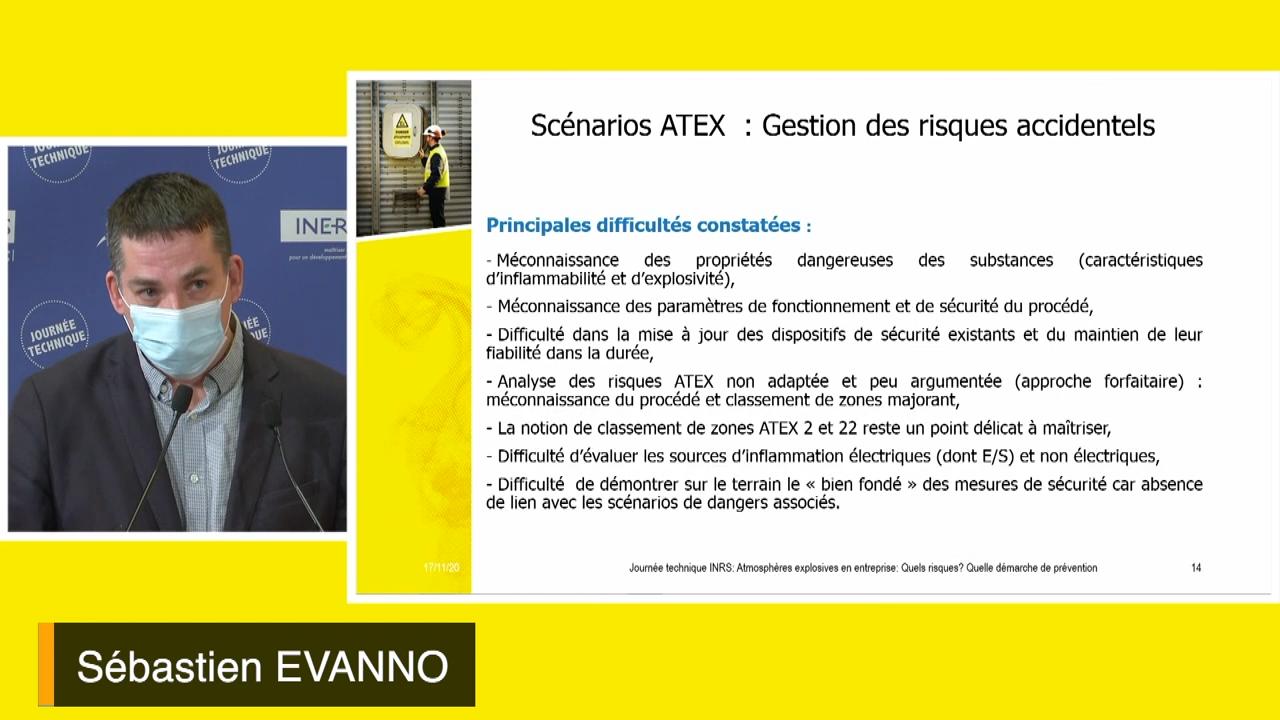 JOURNÉE
TECHNIQUE
JOURNÉE
TECHNIQUE
S
INE-R
maîtriser
pour un développement
JOURNÉE
TECHNIQUE
Scénarios ATEX : Gestion des risques accidentels
Principales difficultés constatées :
- Méconnaissance des propriétés dangereuses des substances (caractéristiques
d'inflammabilité et d'explosivité),
- Méconnaissance des paramètres de fonctionnement et de sécurité du procédé,
- Difficulté dans la mise à jour des dispositifs de sécurité existants et du maintien de leur
fiabilité dans la durée,
- Analyse des risques ATEX non adaptée et peu argumentée (approche forfaitaire) :
méconnaissance du procédé et classement de zones majorant,
- La notion de classement de zones ATEX 2 et 22 reste un point délicat à maîtriser,
- Difficulté d'évaluer les sources d'inflammation électriques (dont E/S) et non électriques,
- Difficulté de démontrer sur le terrain le « bien fondé » des mesures de sécurité car absence
de lien avec les scénarios de dangers associés.
17/11/20
Journée technique INRS: Atmosphères explosives en entreprise: Quels risques? Quelle démarche de prévention
14
Sébastien EVANNO